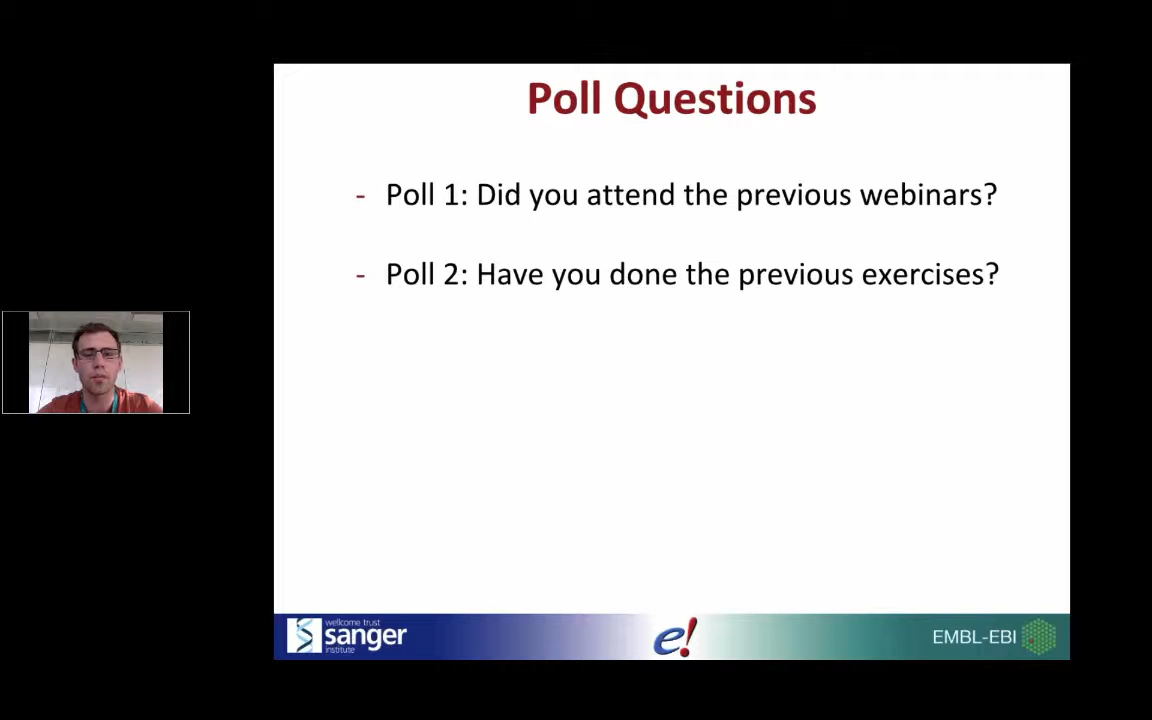 Poll Questions
- Poll 1: Did you attend the previous webinars?
- Poll 2: Have you done the previous exercises?
wellcome trust
sanger
institute
e!
EMBL-EBI